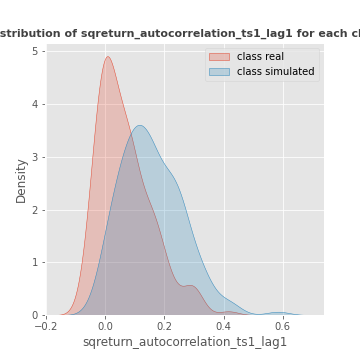 stribution of sqreturn_autocorrelation_ts1_lag1 for each cl
class real
class simulated
5
4
3
2
1
0
Density
−0.2 0.0 0.2 0.4 0.6
sqreturn_autocorrelation_ts1_lag1